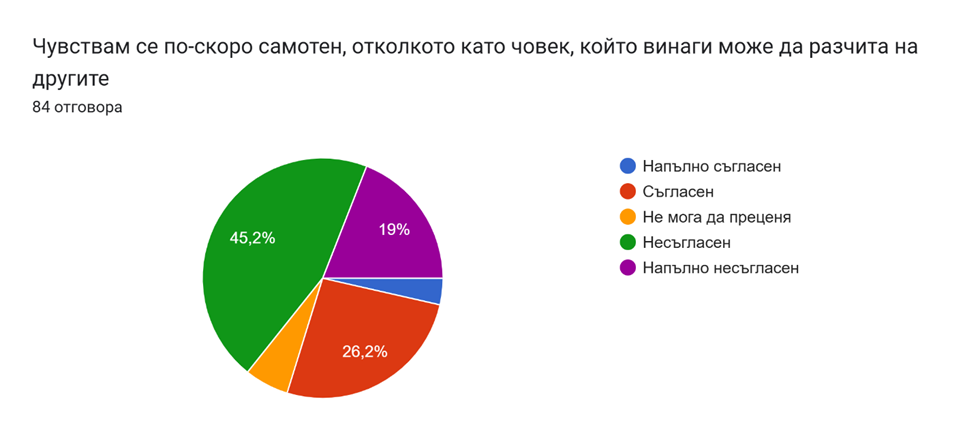 Чувствам се по-скоро самотен, отколкото като човек, който винаги може да разчита на
другите
84 отговора
45,2%
19%
26,2%
Напълно съгласен
Съгласен
Не мога да преценя
Несъгласен
Напълно несъгласен